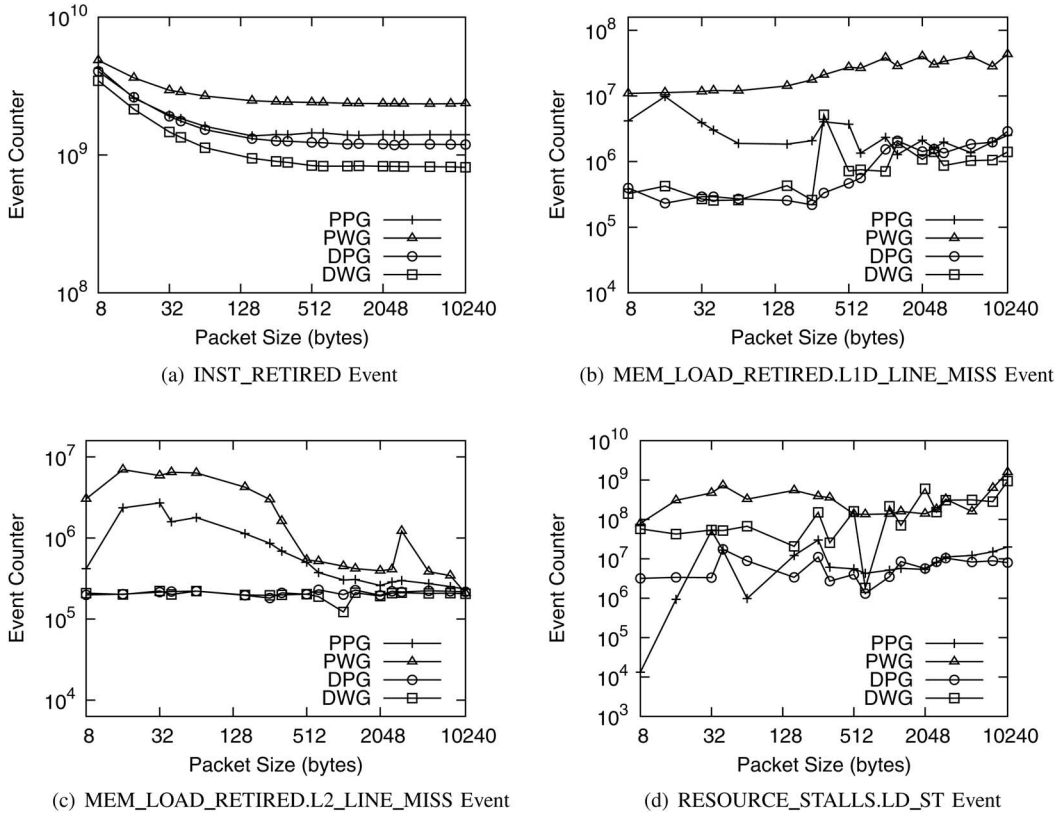 10^10
10^9
10^8
Event Counter
PPG
PWG
DPG
DWG
8 32 128 512 2048 10240
Packet Size (bytes)
(a) INST_RETIRED Event
10^8
10^7
10^6
10^5
10^4
Event Counter
PPG
PWG
DPG
DWG
8 32 128 512 2048 10240
Packet Size (bytes)
(b) MEM_LOAD_RETIRED.L1D_LINE_MISS Event
10^7
10^6
10^5
10^4
Event Counter
PPG
PWG
DPG
DWG
8 32 128 512 2048 10240
Packet Size (bytes)
(c) MEM_LOAD_RETIRED.L2_LINE_MISS Event
10^10
10^9
10^8
10^7
10^6
10^5
10^4
10^3
Event Counter
PPG
PWG
DPG
DWG
8 32 128 512 2048 10240
Packet Size (bytes)
(d) RESOURCE_STALLS.LD_ST Event